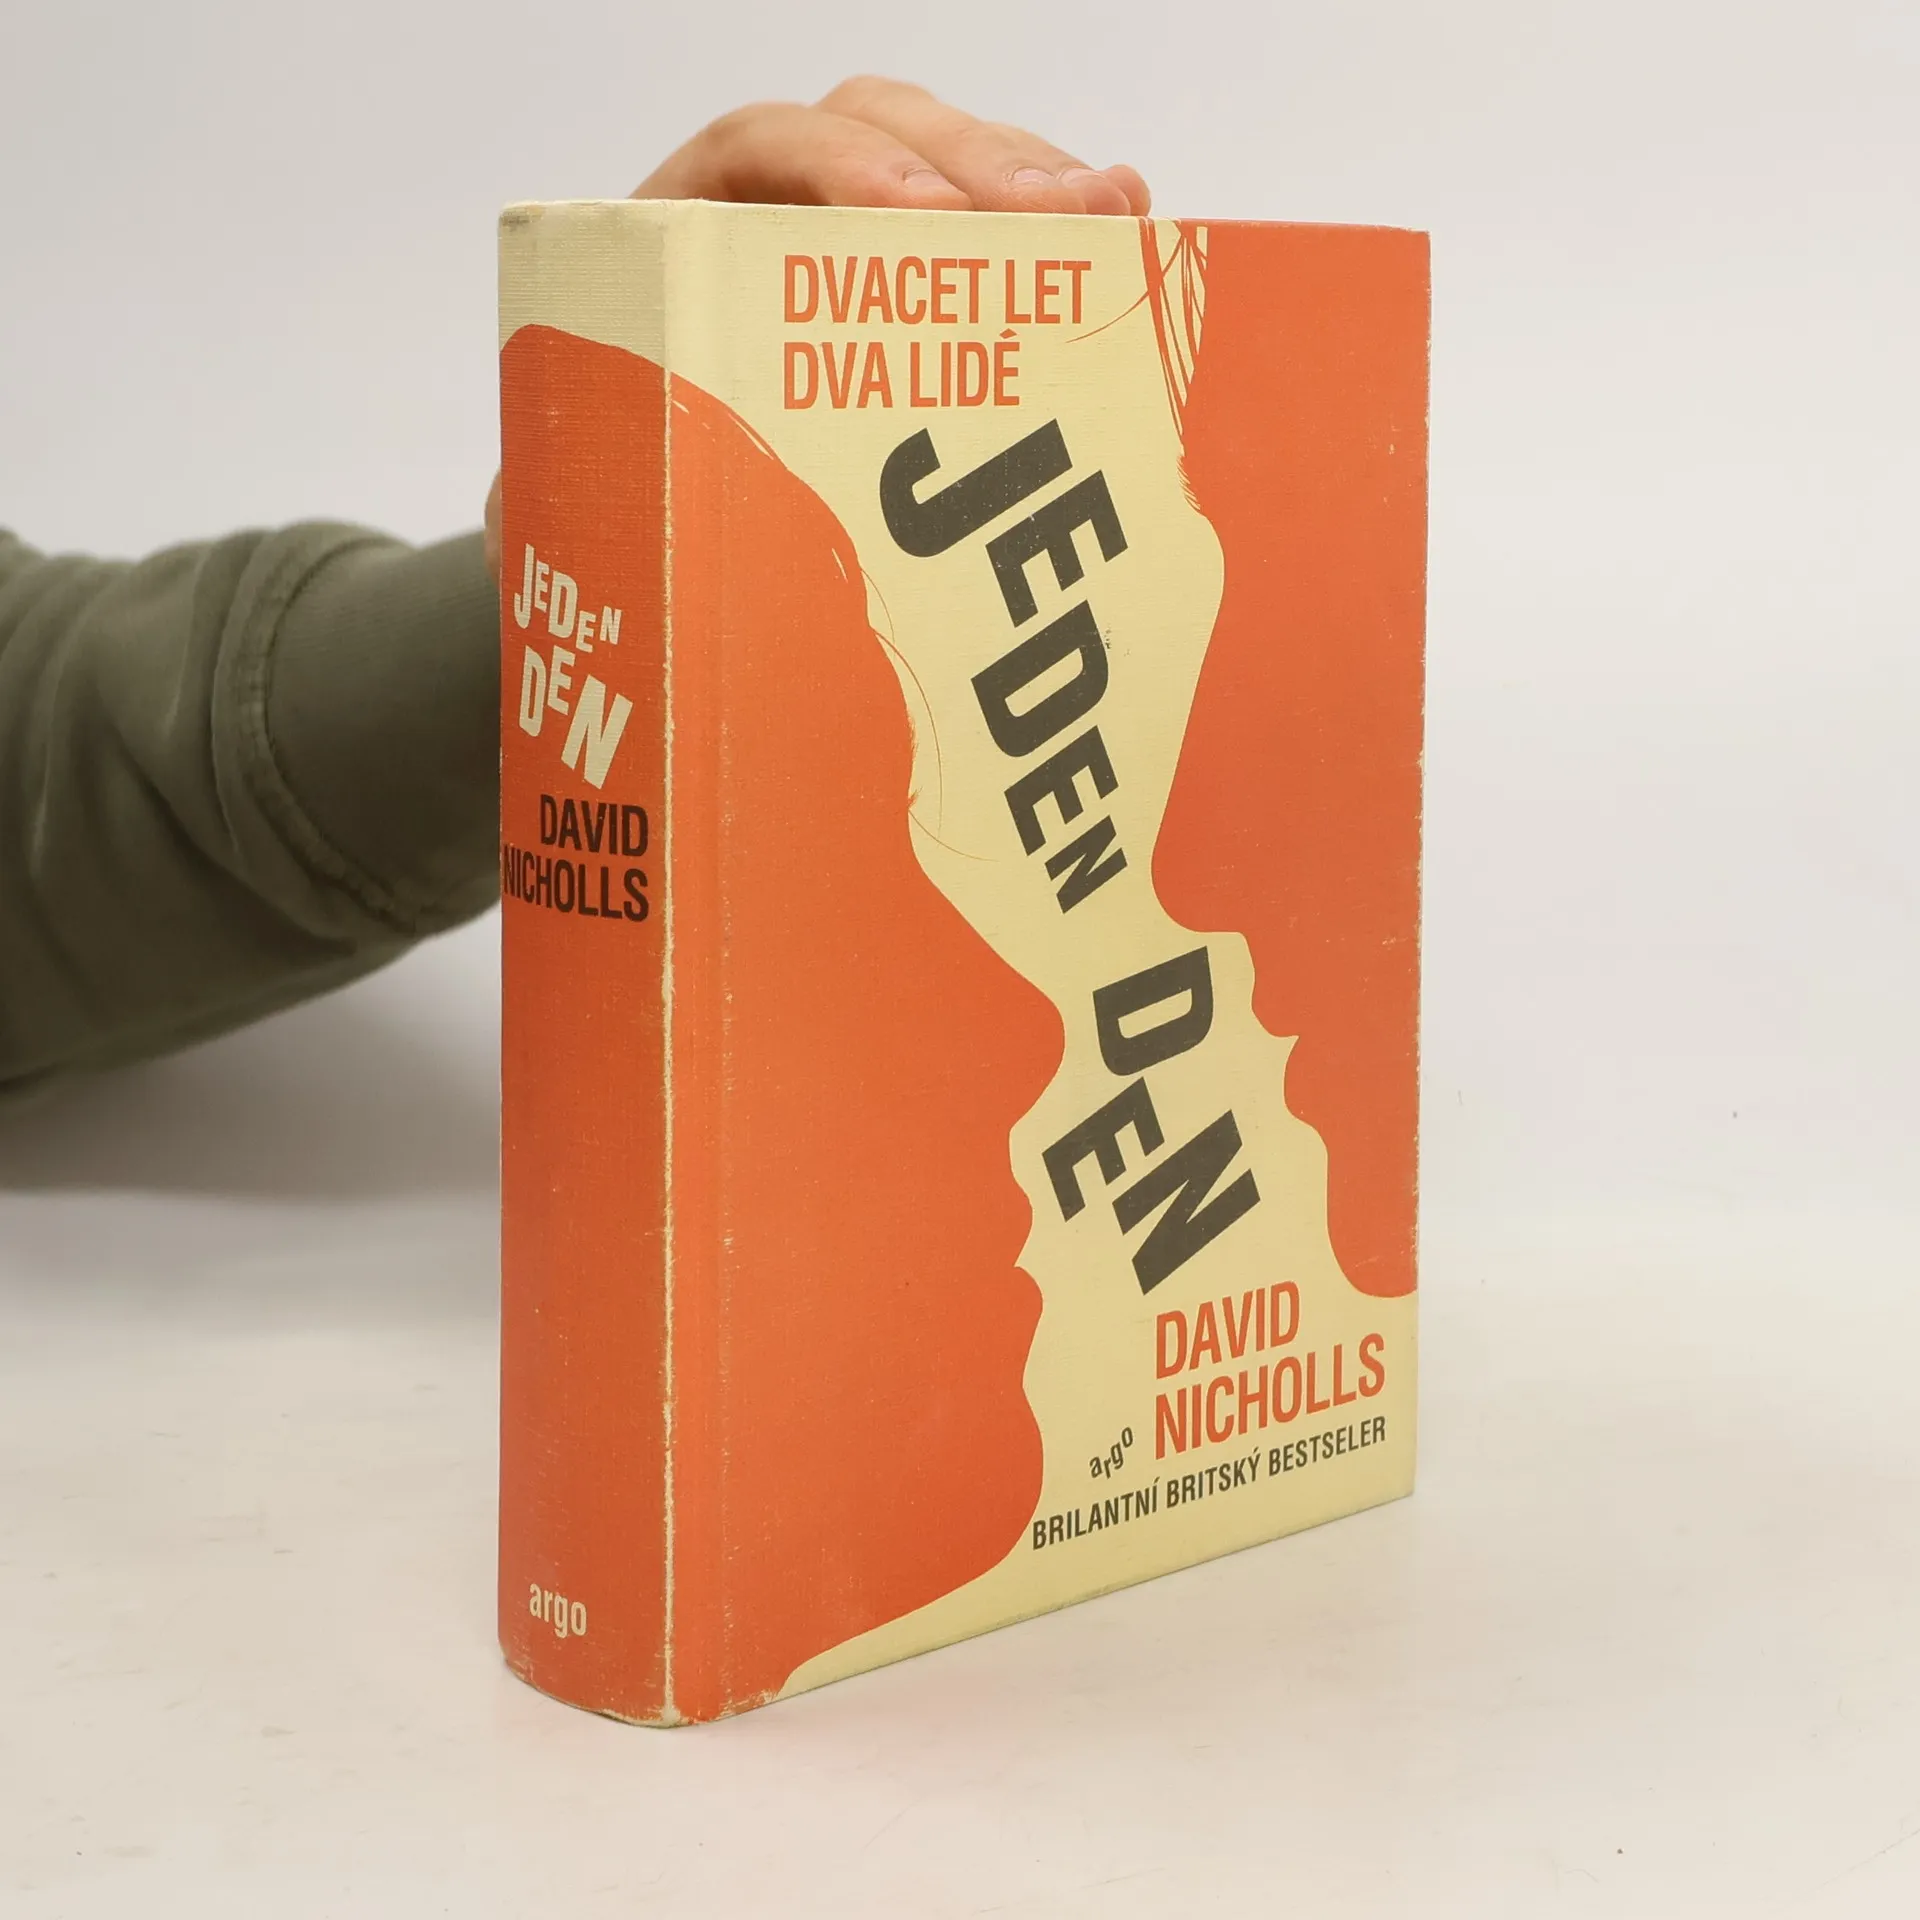 DVACET LET
DVA LIDÉ
JEDEN DEN
DAVID
NICHOLLS
argo
BRILANTNÍ BRITSKÝ BESTSELER
JEDEN
DEN
DAVID
NICHOLLS
argo